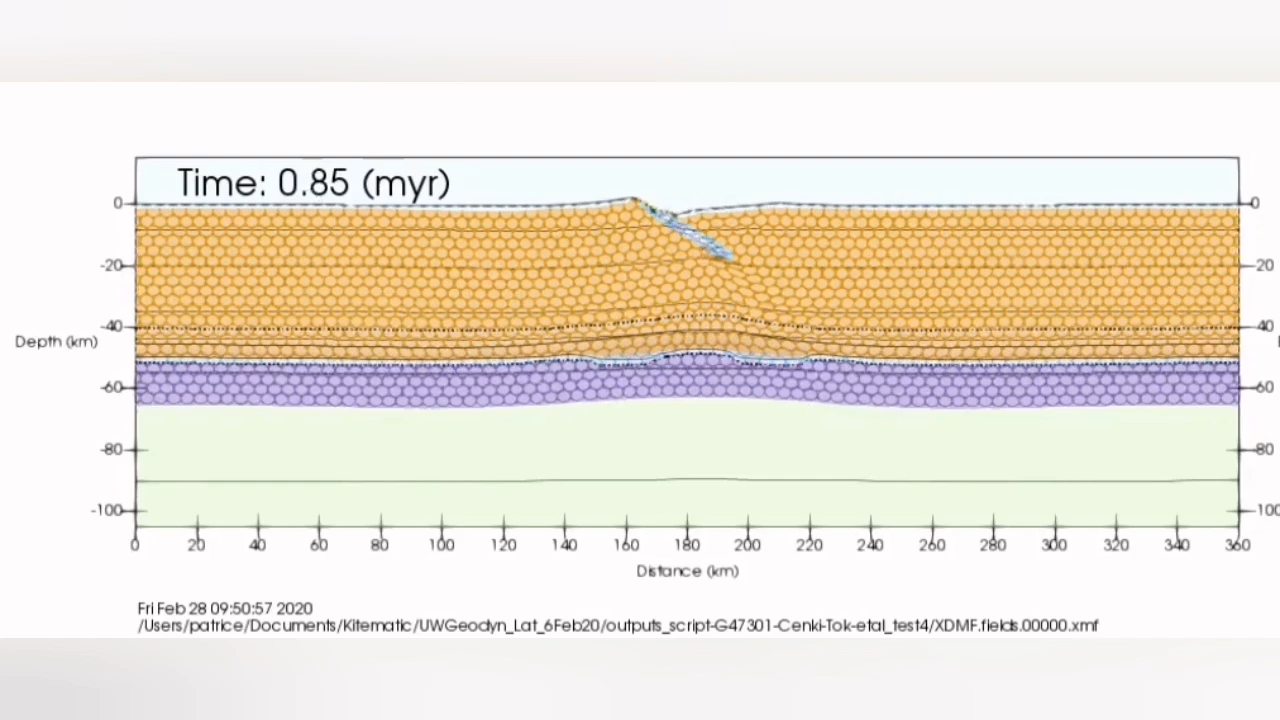 Time: 0.85 (myr)
0 0
-20 -20
-40 -40
Depth (km)
-60 -60
-80 -80
-100 -100
0 20 40 60 80 100 120 140 160 180 200 220 240 260 280 300 320 340 360
Distance (km)
Fri Feb 28 09:50:57 2020
/Users/patrice/Documents/Kitematic/UWGeodyn_Lat_6Feb20/outputs_script-G47301-Cenki-Tok-etal_test4/XDMF.fields.00000.xmf